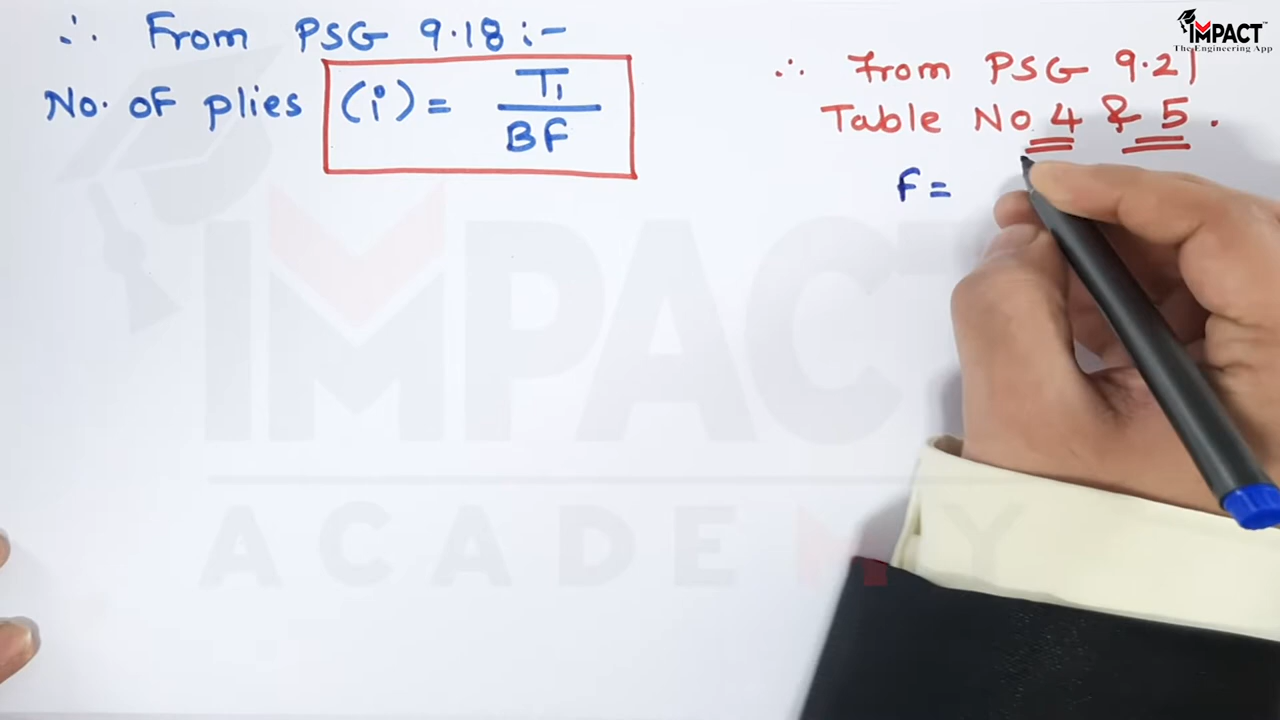 ∴ From PSG 9.18 :-
No. of plies (i) = T1 / BF
∴ From PSG 9.21
Table No 4 & 5.
F =
IMPACT
The Engineering App
IMPACT
ACADEMY